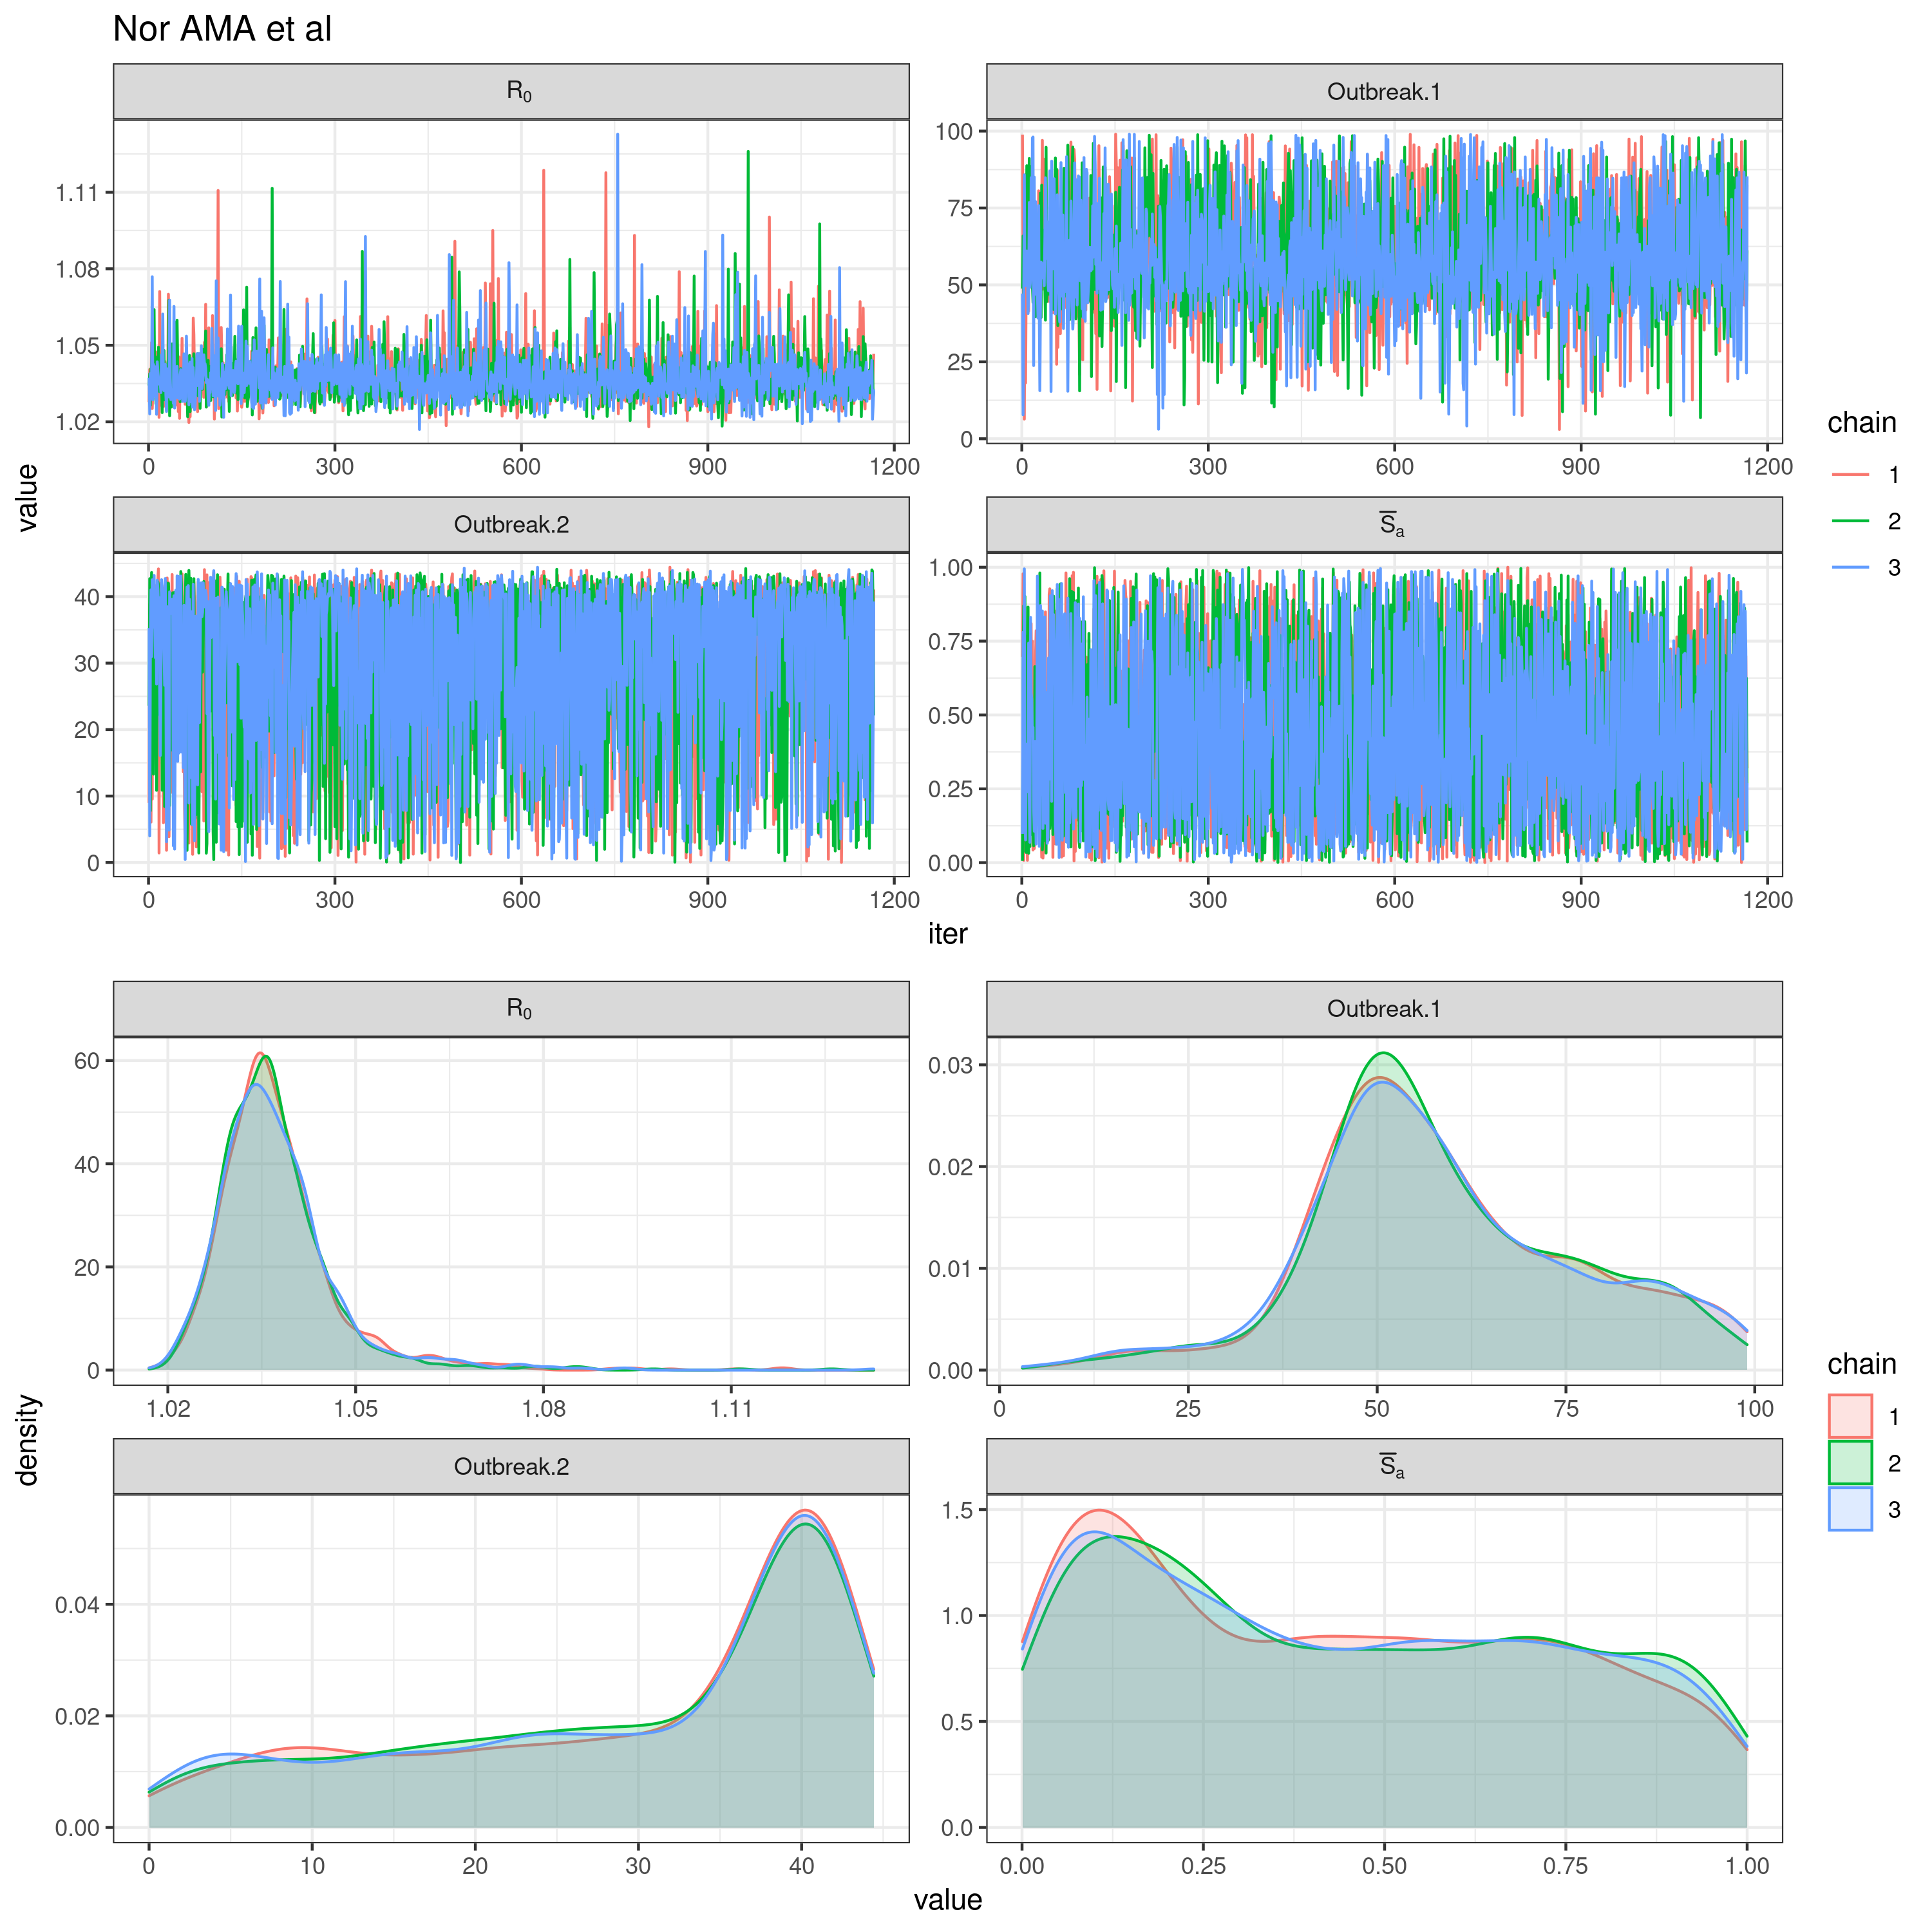 Nor AMA et al
R₀
Outbreak.1
1.11
1.08
1.05
1.02
0 300 600 900 1200
100
75
50
25
0
0 300 600 900 1200
value
Outbreak.2
S̅ₐ
40
30
20
10
0
0 300 600 900 1200
1.00
0.75
0.50
0.25
0.00
0 300 600 900 1200
iter
chain
1
2
3
R₀
Outbreak.1
60
40
20
0
1.02 1.05 1.08 1.11
0.03
0.02
0.01
0.00
0 25 50 75 100
density
Outbreak.2
S̅ₐ
0.04
0.02
0.00
0 10 20 30 40
1.5
1.0
0.5
0.0
0.00 0.25 0.50 0.75 1.00
value
chain
1
2
3